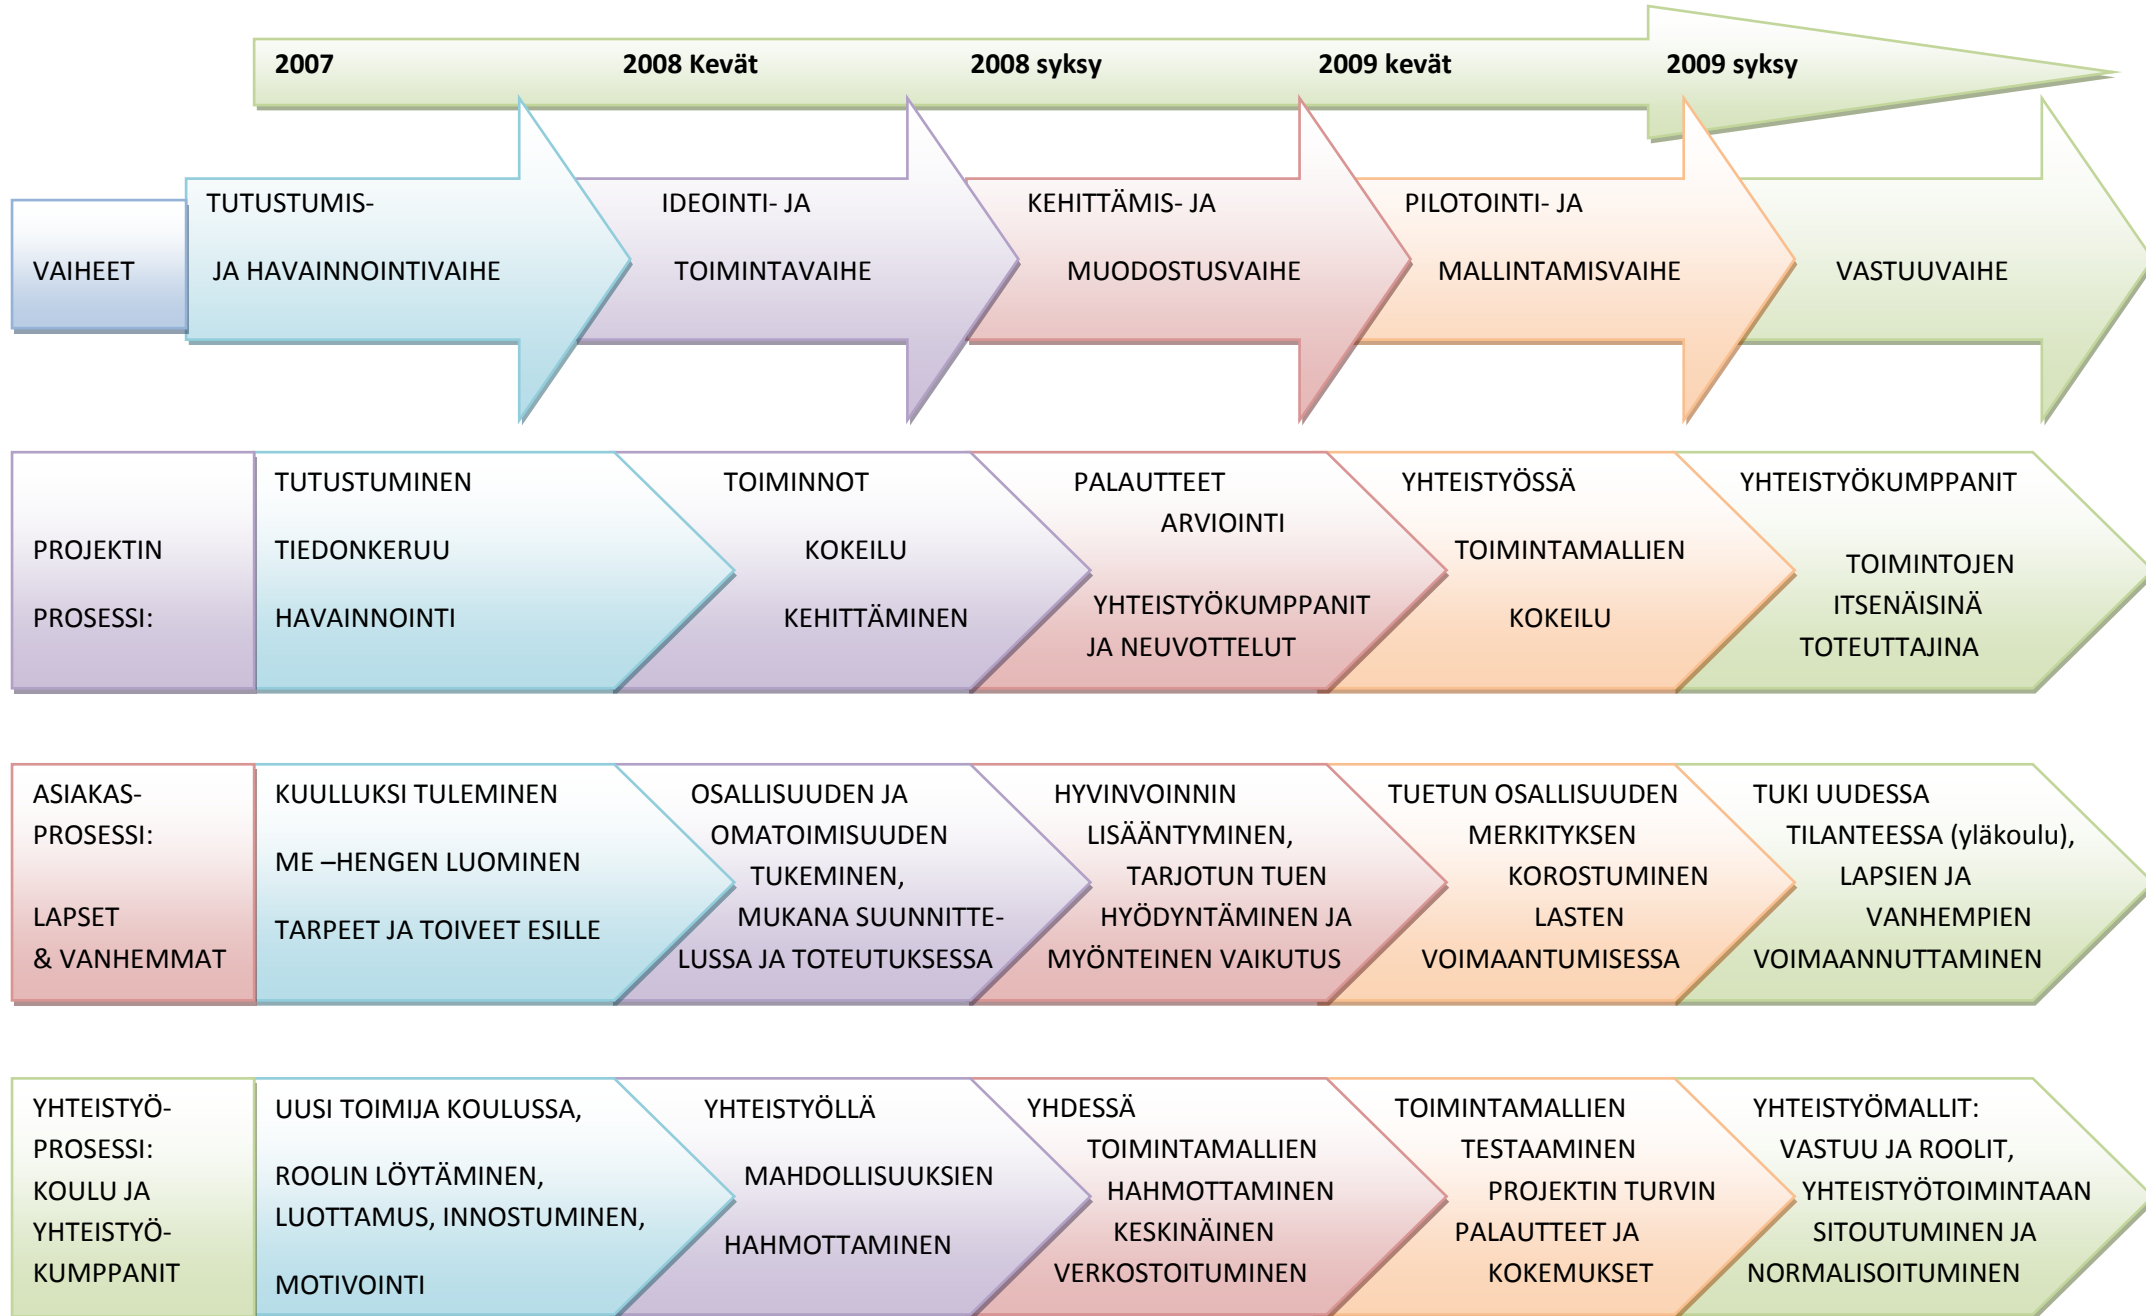 2007
2008 Kevät
2008 syksy
2009 kevät
2009 syksy
VAIHEET
TUTUSTUMIS-
JA HAVAINNOINTIVAIHE
IDEOINTI- JA
TOIMINTAVAIHE
KEHITTÄMIS- JA
MUODOSTUSVAIHE
PILOTOINTI- JA
MALLINTAMISVAIHE
VASTUUVAIHE
PROJEKTIN
PROSESSI:
TUTUSTUMINEN
TIEDONKERUU
HAVAINNOINTI
TOIMINNOT
KOKEILU
KEHITTÄMINEN
PALAUTTEET
ARVIOINTI
YHTEISTYÖKUMPPANIT
JA NEUVOTTELUT
YHTEISTYÖSSÄ
TOIMINTAMALLIEN
KOKEILU
YHTEISTYÖKUMPPANIT
TOIMINTOJEN
ITSENÄISINÄ
TOTEUTTAJINA
ASIAKAS-
PROSESSI:
LAPSET
& VANHEMMAT
KUULLUKSI TULEMINEN
ME –HENGEN LUOMINEN
TARPEET JA TOIVEET ESILLE
OSALLISUUDEN JA
OMATOIMISUUDEN
TUKEMINEN,
MUKANA SUUNNITTE-
LUSSA JA TOTEUTUKSESSA
HYVINVOINNIN
LISÄÄNTYMINEN,
TARJOTUN TUEN
HYÖDYNTÄMINEN JA
MYÖNTEINEN VAIKUTUS
TUETUN OSALLISUUDEN
MERKITYKSEN
KOROSTUMINEN
LASTEN
VOIMAANTUMISESSA
TUKI UUDESSA
TILANTEESSA (yläkoulu),
LAPSIEN JA
VANHEMPIEN
VOIMAANNUTTAMINEN
YHTEISTYÖ-
PROSESSI:
KOULU JA
YHTEISTYÖ-
KUMPPANIT
UUSI TOIMIJA KOULUSSA,
ROOLIN LÖYTÄMINEN,
LUOTTAMUS, INNOSTUMINEN,
MOTIVOINTI
YHTEISTYÖLLÄ
MAHDOLLISUUKSIEN
HAHMOTTAMINEN
YHDESSÄ
TOIMINTAMALLIEN
HAHMOTTAMINEN
KESKINÄINEN
VERKOSTOITUMINEN
TOIMINTAMALLIEN
TESTAAMINEN
PROJEKTIN TURVIN
PALAUTTEET JA
KOKEMUKSET
YHTEISTYÖMALLIT:
VASTUU JA ROOLIT,
YHTEISTYÖTOIMINTAAN
SITOUTUMINEN JA
NORMALISOITUMINEN